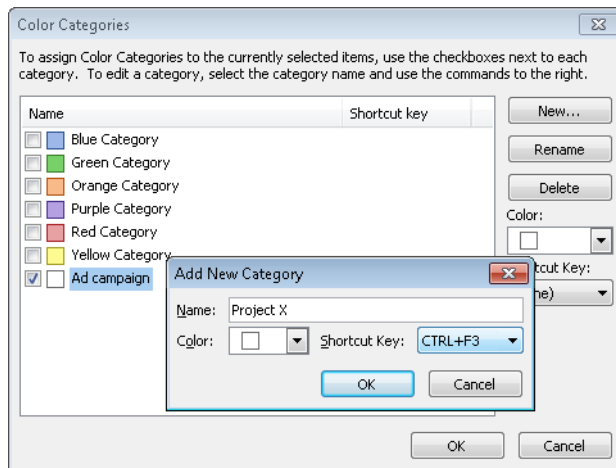 Color Categories
To assign Color Categories to the currently selected items, use the checkboxes next to each
category. To edit a category, select the category name and use the commands to the right.
Name Shortcut key
New...
Blue Category
Green Category
Rename
Orange Category
Delete
Purple Category
Color:
Red Category
Yellow Category
Ad campaign
Add New Category
tcut Key:
ne)
Name: Project X
Color: Shortcut Key: CTRL+F3
OK Cancel
OK Cancel